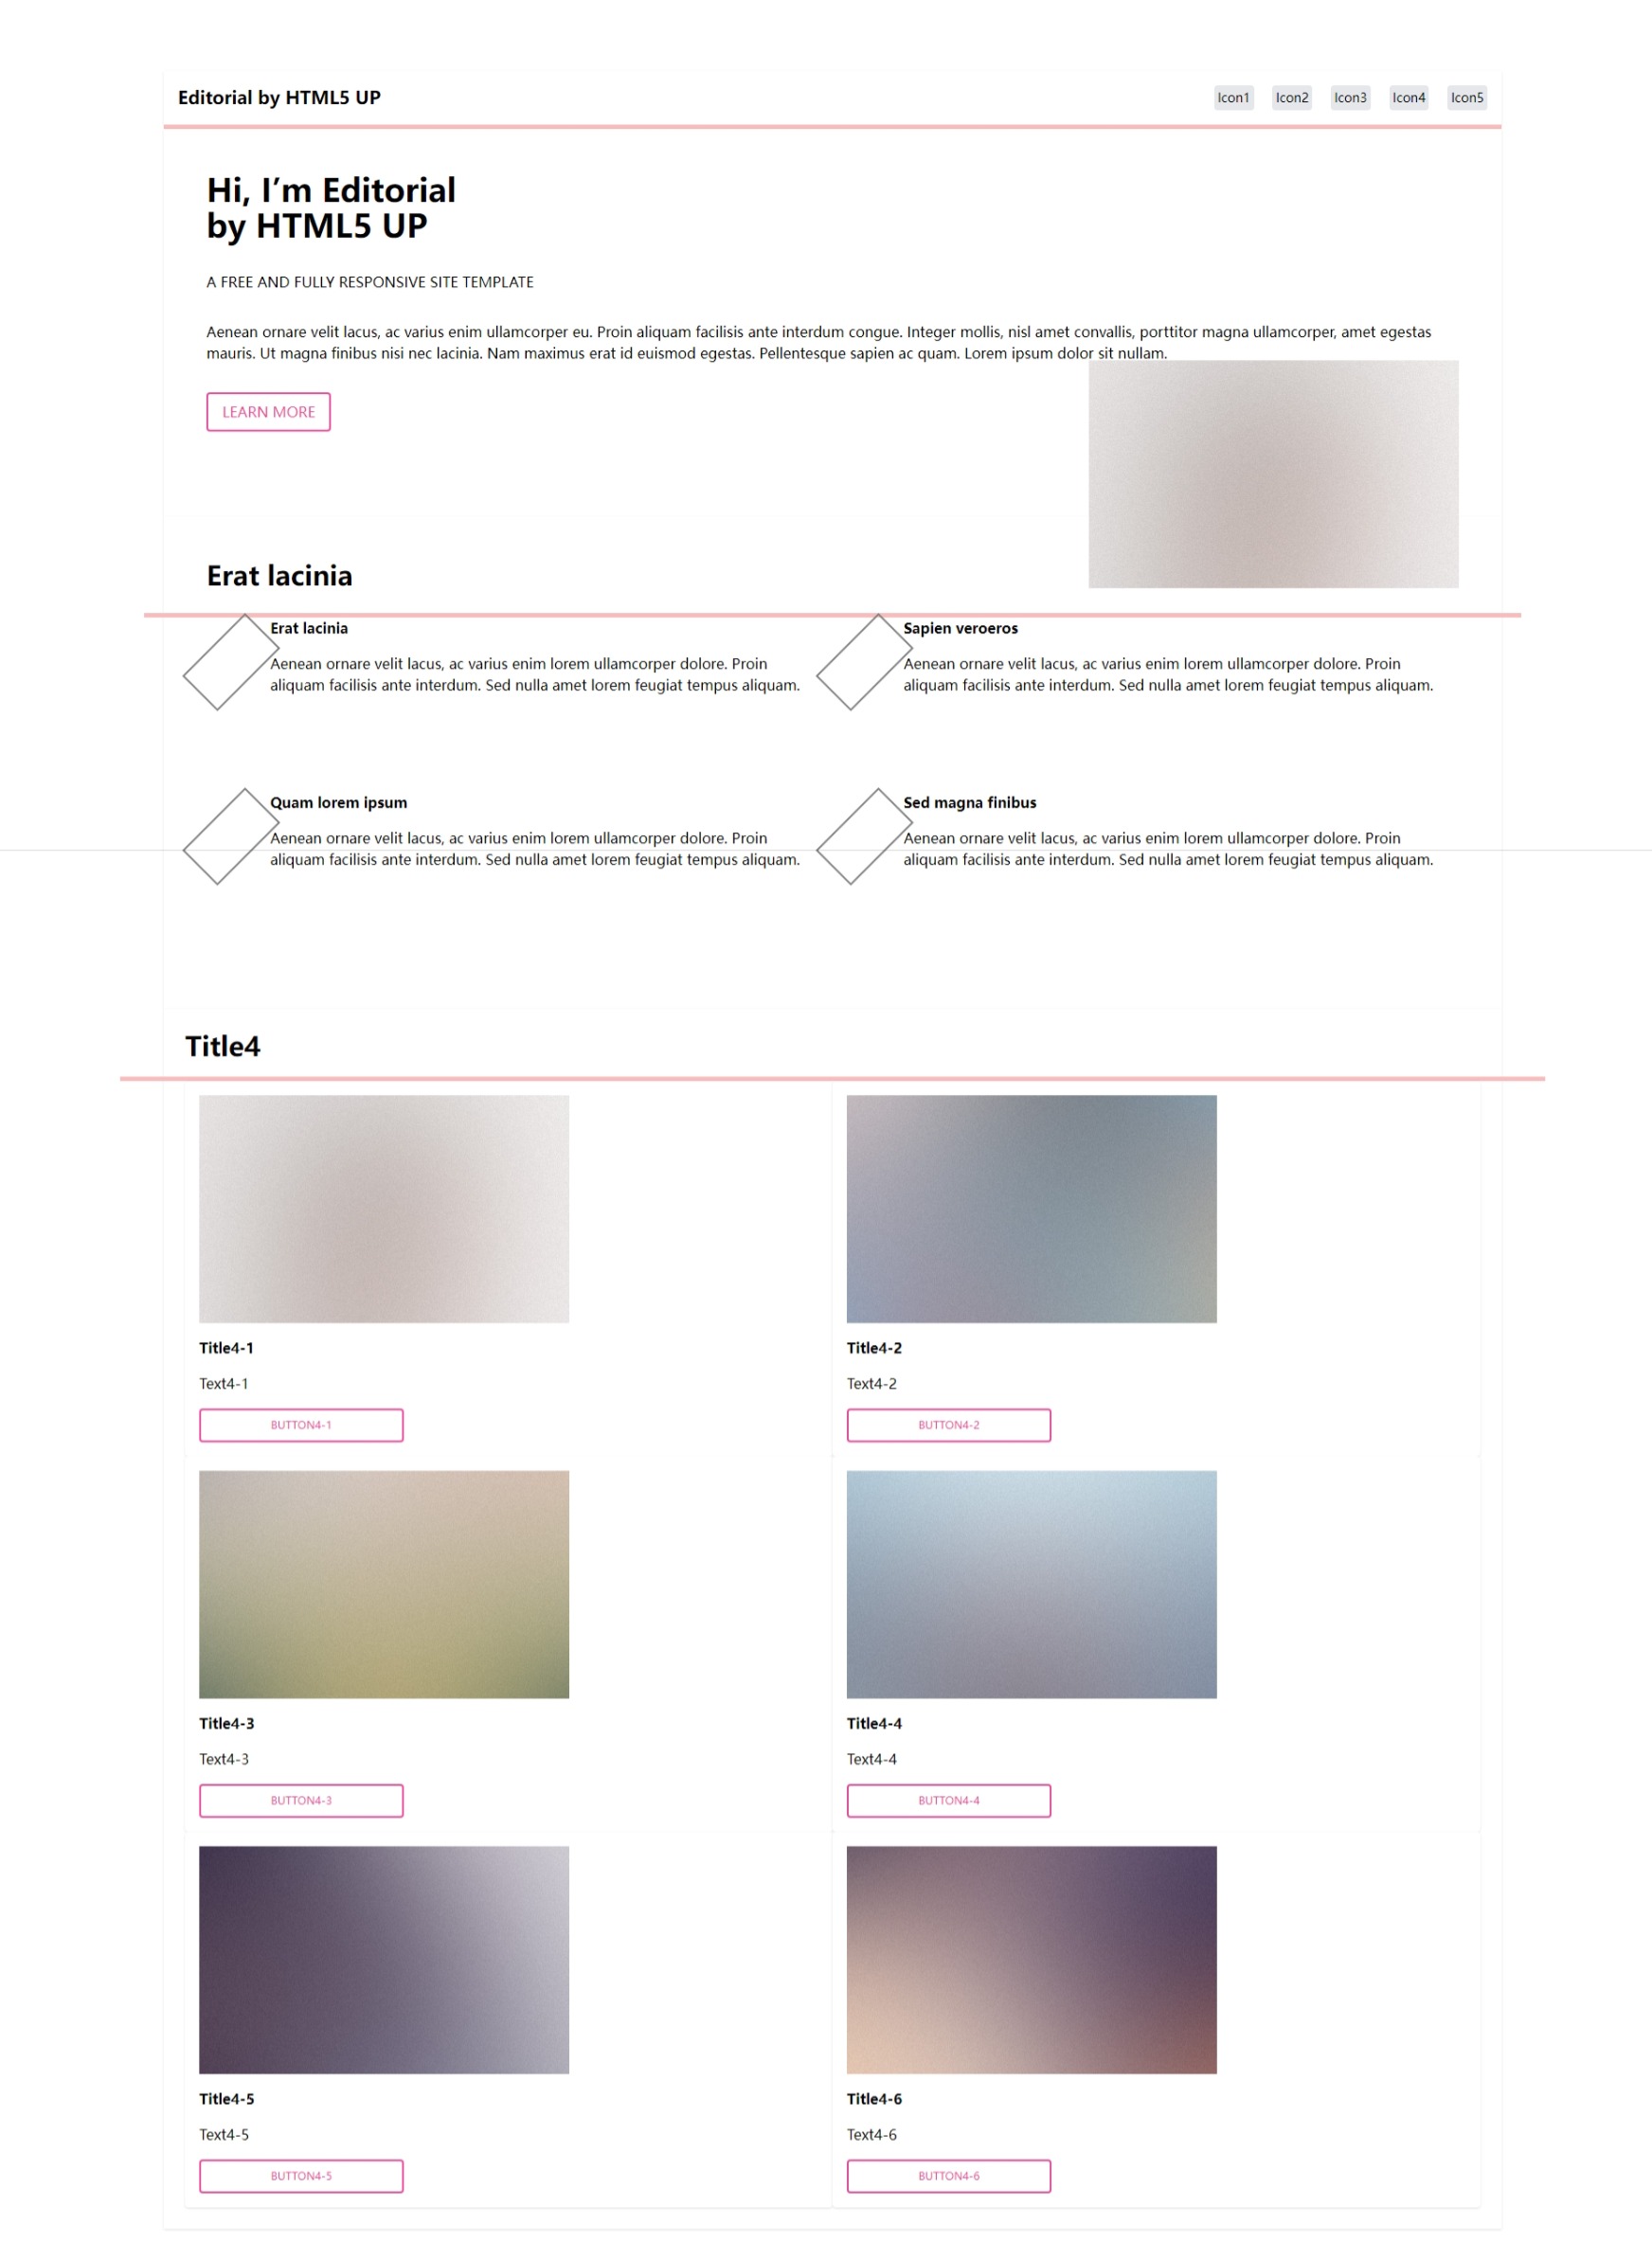 Editorial by HTML5 UP
Icon1 Icon2 Icon3 Icon4 Icon5
Hi, I’m Editorial
by HTML5 UP
A FREE AND FULLY RESPONSIVE SITE TEMPLATE
Aenean ornare velit lacus, ac varius enim ullamcorper eu. Proin aliquam facilisis ante interdum congue. Integer mollis, nisl amet convallis, porttitor magna ullamcorper, amet egestas
mauris. Ut magna finibus nisi nec lacinia. Nam maximus erat id euismod egestas. Pellentesque sapien ac quam. Lorem ipsum dolor sit nullam.
LEARN MORE
Erat lacinia
Erat lacinia
Aenean ornare velit lacus, ac varius enim lorem ullamcorper dolore. Proin
aliquam facilisis ante interdum. Sed nulla amet lorem feugiat tempus aliquam.
Sapien veroeros
Aenean ornare velit lacus, ac varius enim lorem ullamcorper dolore. Proin
aliquam facilisis ante interdum. Sed nulla amet lorem feugiat tempus aliquam.
Quam lorem ipsum
Aenean ornare velit lacus, ac varius enim lorem ullamcorper dolore. Proin
aliquam facilisis ante interdum. Sed nulla amet lorem feugiat tempus aliquam.
Sed magna finibus
Aenean ornare velit lacus, ac varius enim lorem ullamcorper dolore. Proin
aliquam facilisis ante interdum. Sed nulla amet lorem feugiat tempus aliquam.
Title4
Title4-1
Text4-1
BUTTON4-1
Title4-2
Text4-2
BUTTON4-2
Title4-3
Text4-3
BUTTON4-3
Title4-4
Text4-4
BUTTON4-4
Title4-5
Text4-5
BUTTON4-5
Title4-6
Text4-6
BUTTON4-6